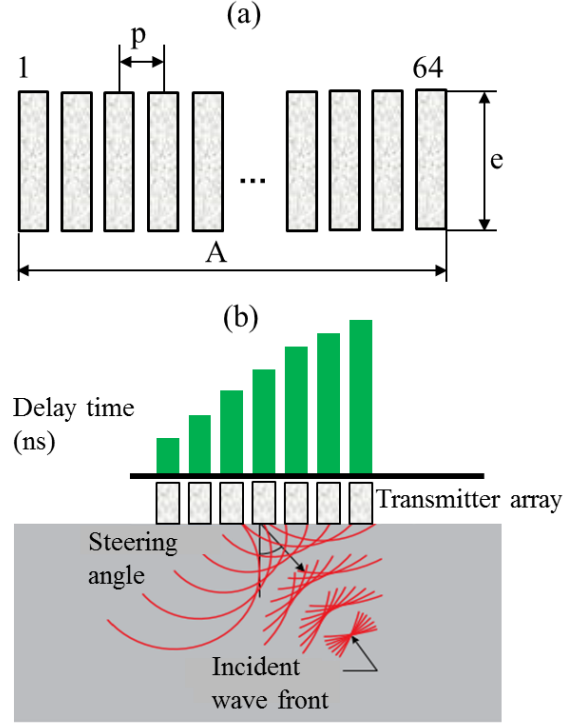 (a)
p
1
64
e
...
A
(b)
Delay time
(ns)
Transmitter array
Steering
angle
Incident
wave front